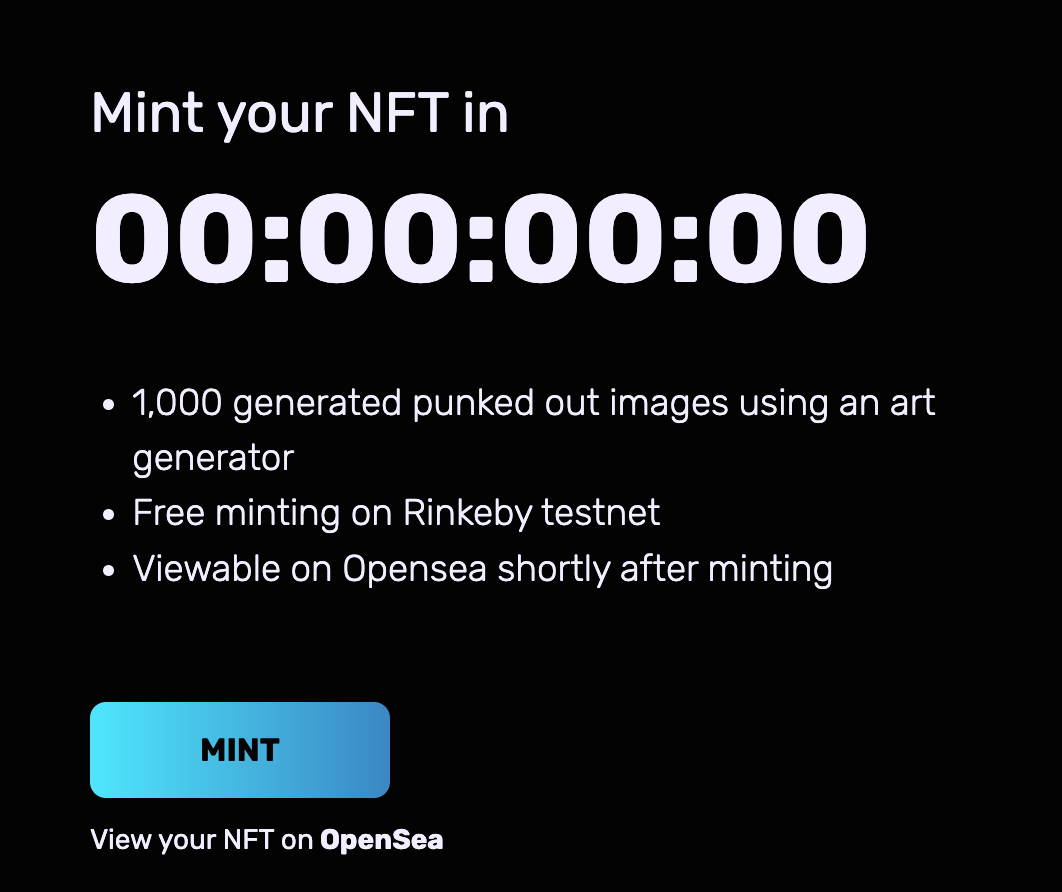 Mint your NFT in
00:00:00:00
• 1,000 generated punked out images using an art
generator
• Free minting on Rinkeby testnet
• Viewable on Opensea shortly after minting
MINT
View your NFT on OpenSea